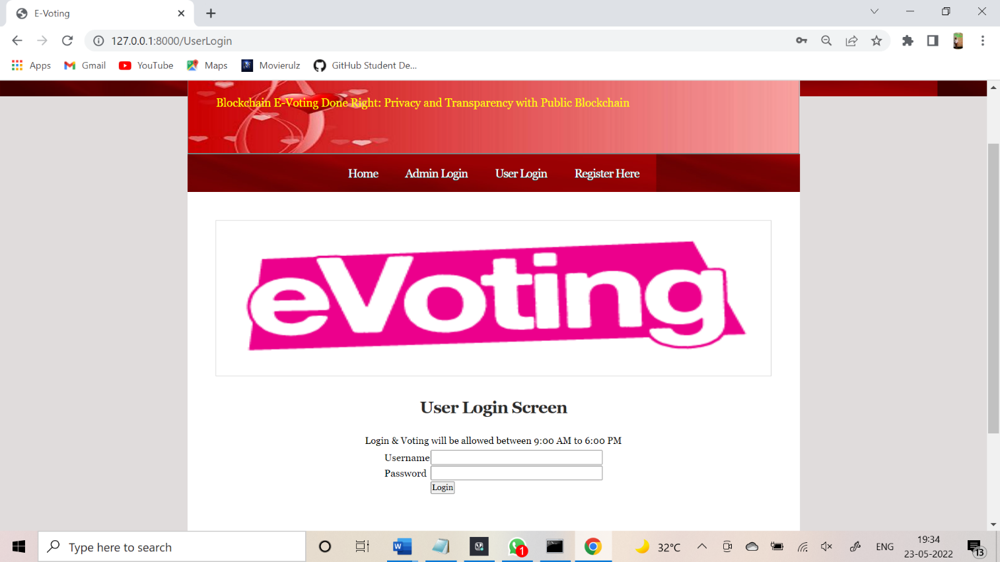 E-Voting
127.0.0.1:8000/UserLogin
Apps Gmail YouTube Maps Movierulz GitHub Student De...
Blockchain E-Voting Done Right: Privacy and Transparency with Public Blockchain
Home Admin Login User Login Register Here
eVoting
User Login Screen
Login & Voting will be allowed between 9:00 AM to 6:00 PM
Username
Password
Login
Type here to search
W
1
32°C
ENG
19:34
23-05-2022
13